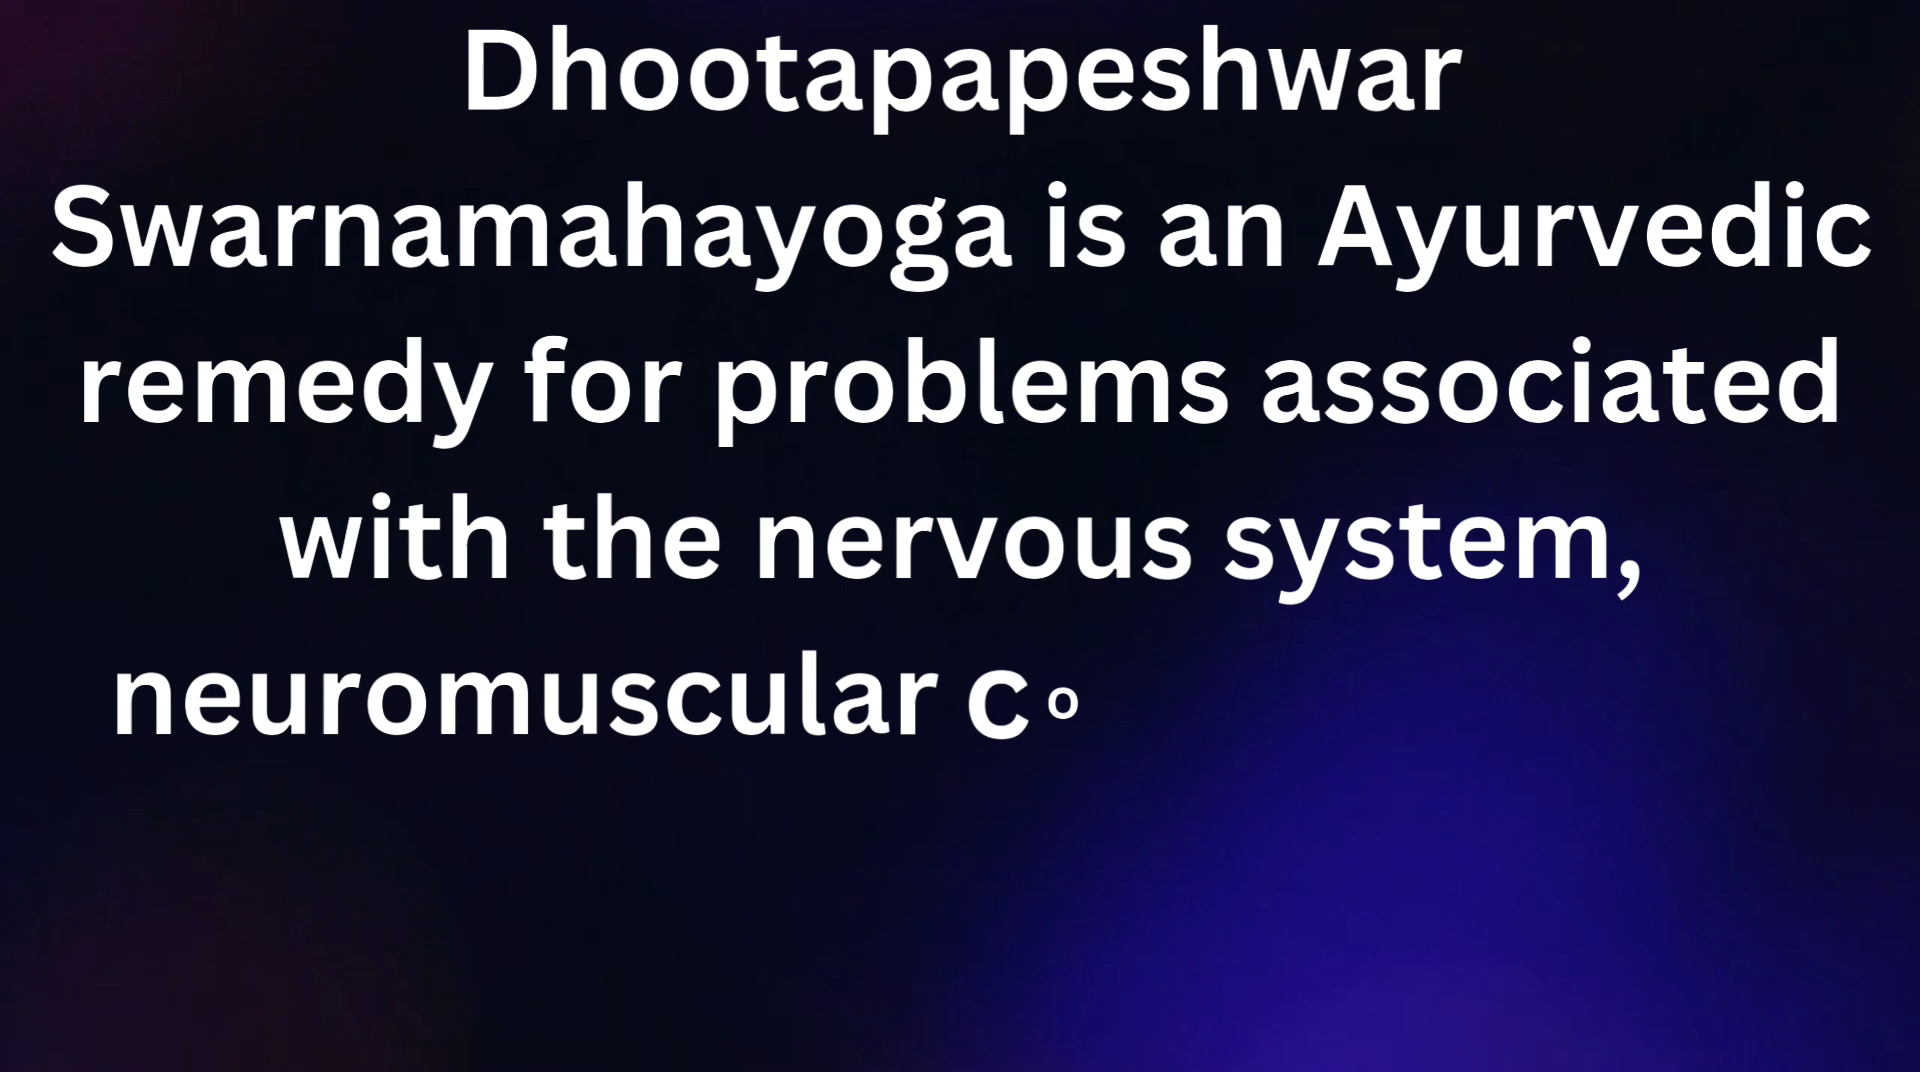 Dhootapapeshwar
Swarnamahayoga is an Ayurvedic
remedy for problems associated
with the nervous system,
neuromuscular co